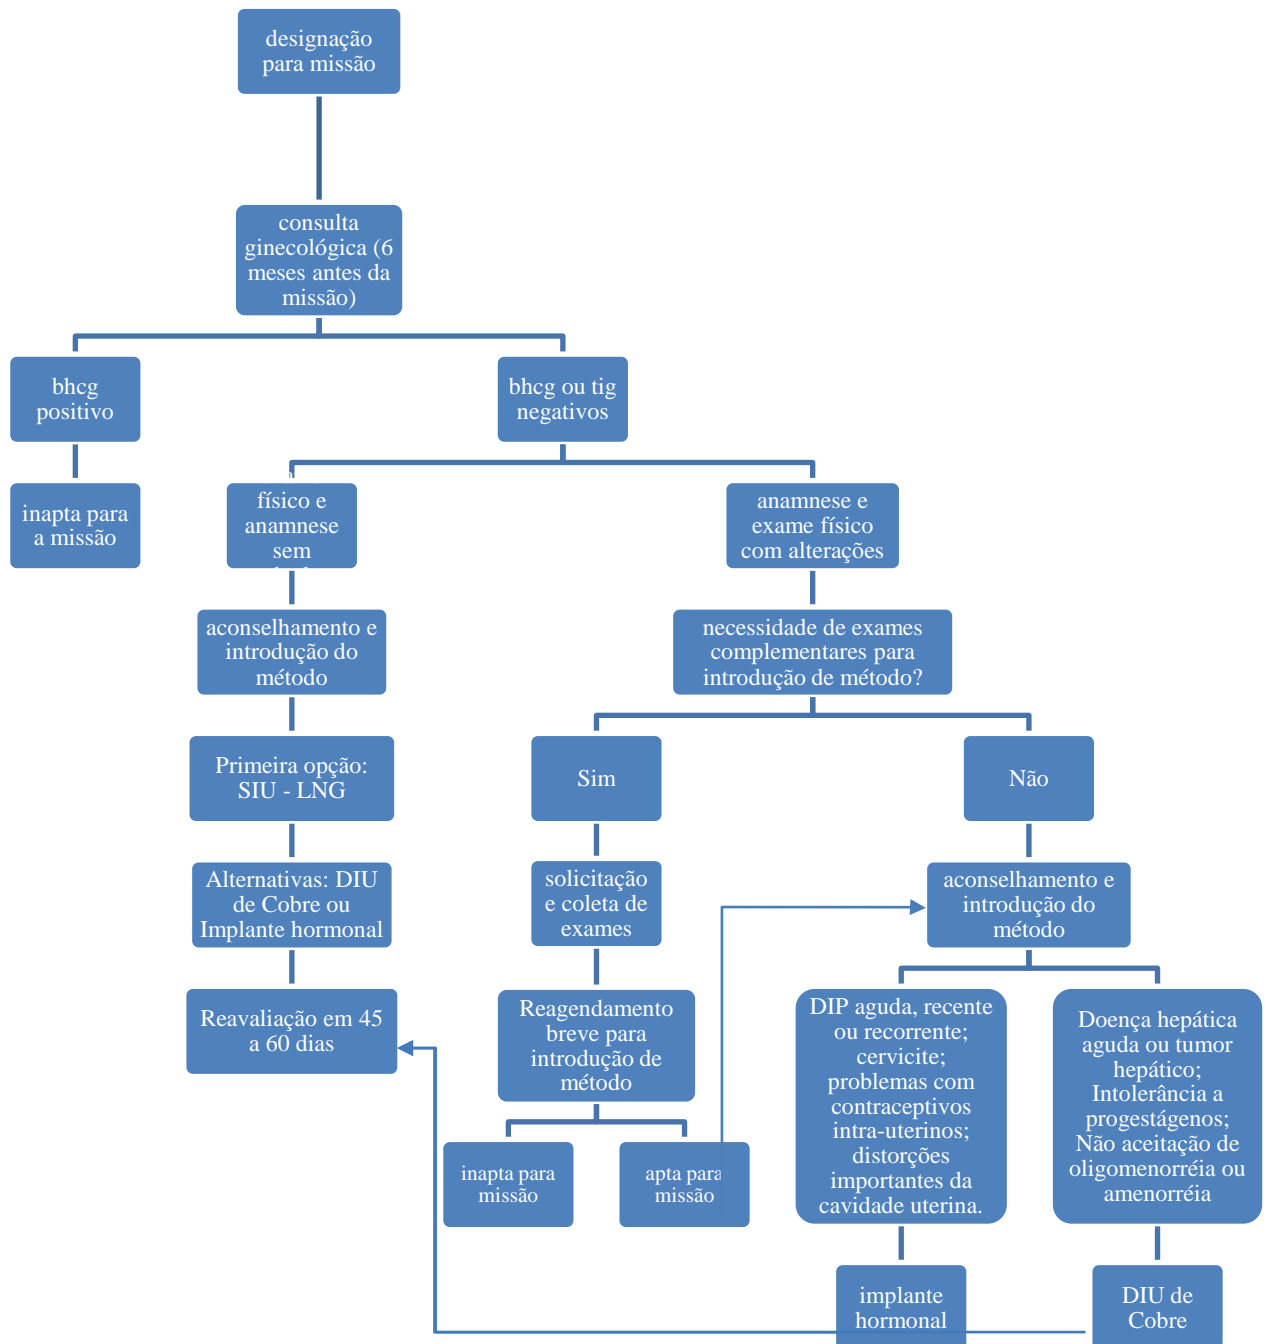 designação
para missão
consulta
ginecológica (6
meses antes da
missão)
bhcg
positivo
bhcg ou tig
negativos
inapta para
a missão
físico e
anamnese
sem
anamnese e
exame físico
com alterações
aconselhamento e
introdução do
método
necessidade de exames
complementares para
introdução de método?
Primeira opção:
SIU - LNG
Sim
Não
Alternativas: DIU
de Cobre ou
Implante hormonal
solicitação
e coleta de
exames
aconselhamento e
introdução do
método
Reavaliação em 45
a 60 dias
Reagendamento
breve para
introdução de
método
DIP aguda, recente
ou recorrente;
cervicite;
problemas com
contraceptivos
intra-uterinos;
distorções
importantes da
cavidade uterina.
Doença hepática
aguda ou tumor
hepático;
Intolerância a
progestágenos;
Não aceitação de
oligomenorréia ou
amenorréia
inapta para
missão
apta para
missão
implante
hormonal
DIU de
Cobre